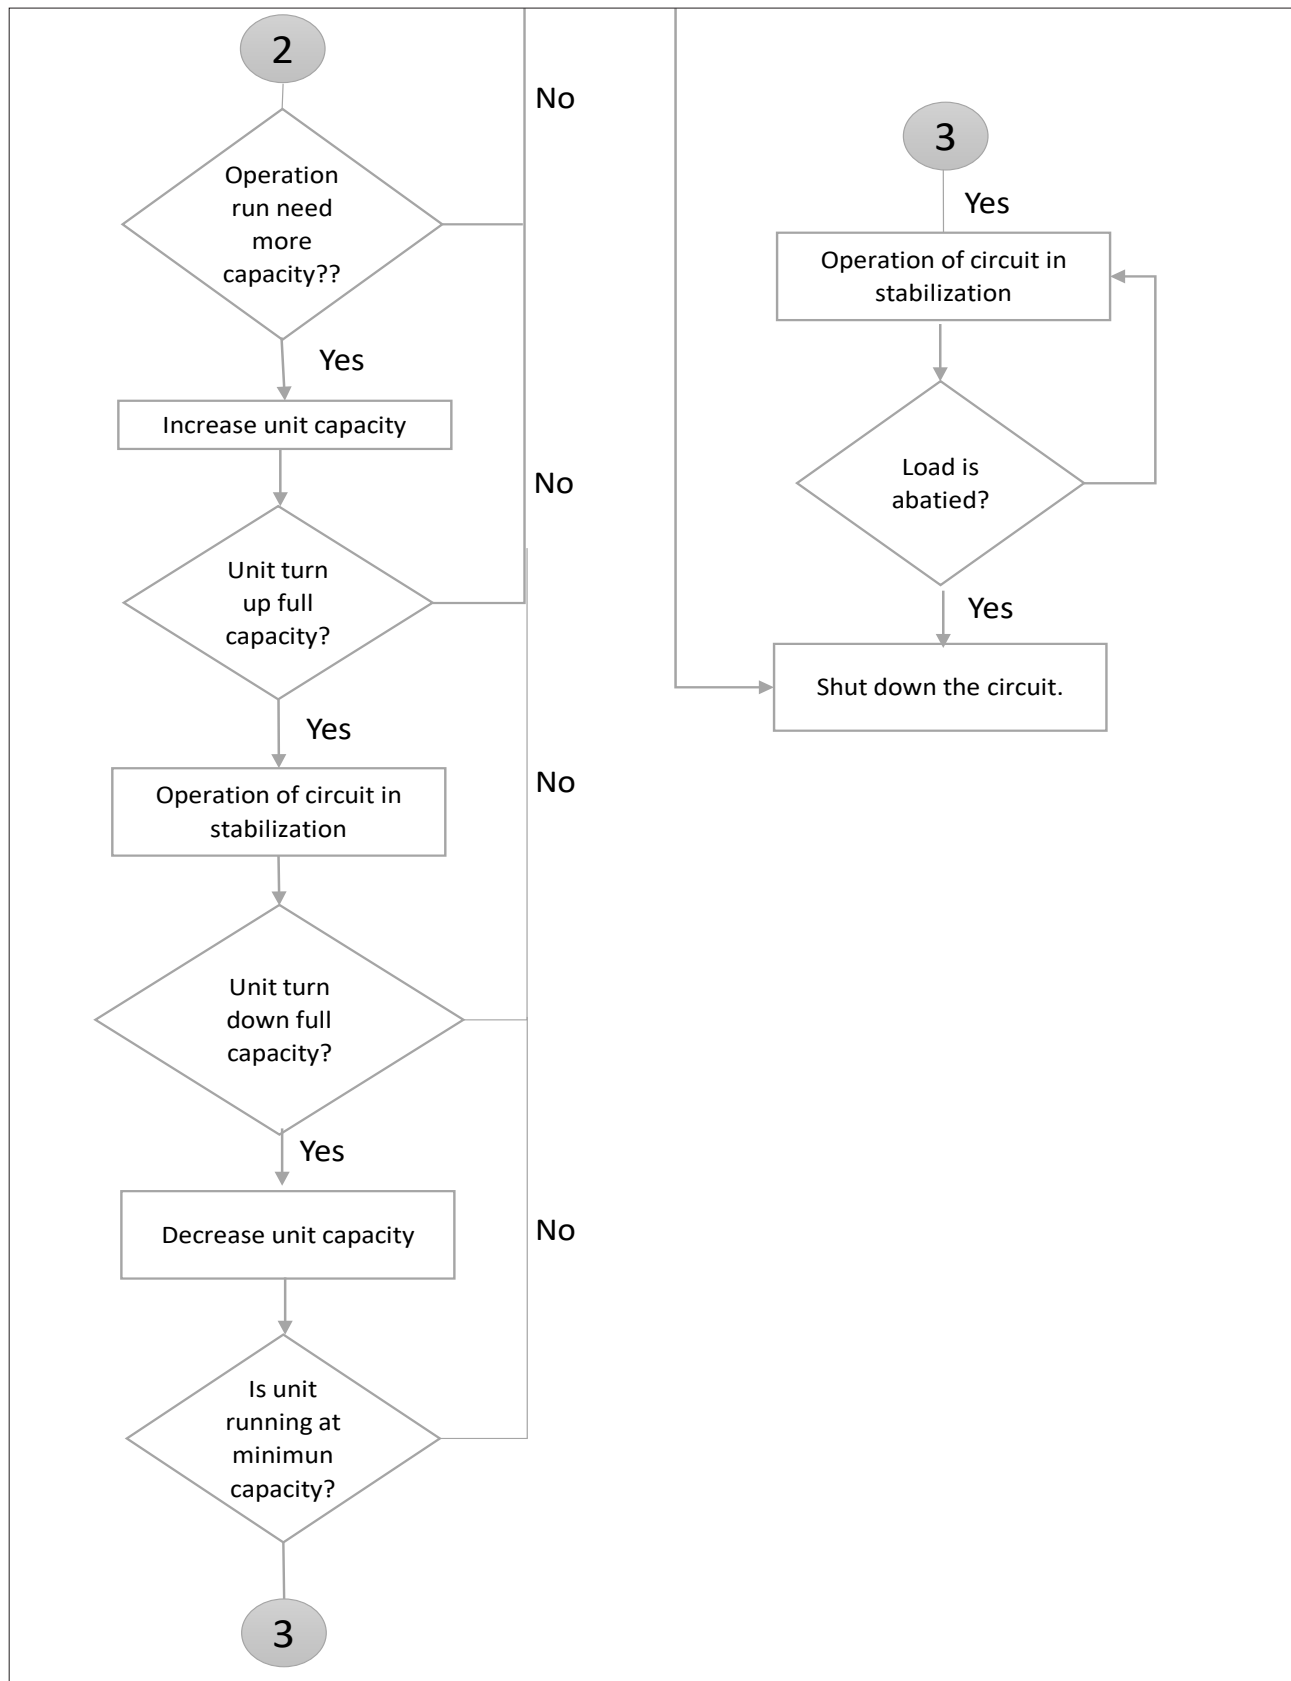 2
No
Operation
run need
more
capacity??
Yes
Increase unit capacity
No
Unit turn
up full
capacity?
Yes
Operation of circuit in
stabilization
No
Unit turn
down full
capacity?
Yes
Decrease unit capacity
No
Is unit
running at
minimun
capacity?
3
3
Yes
Operation of circuit in
stabilization
Load is
abatied?
Yes
Shut down the circuit.